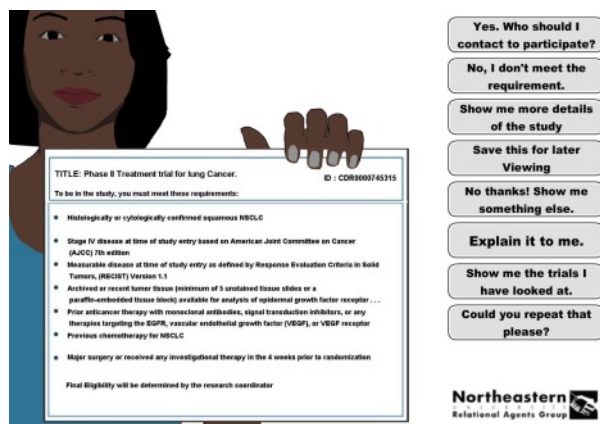 TITLE: Phase II Treatment trial for lung Cancer.
ID : CDR0000745315
To be in the study, you must meet these requirements:
Histologically or cytologically confirmed squamous NSCLC
Stage IV disease at time of study entry based on American Joint Committee on Cancer
(AJCC) 7th edition
Measurable disease at time of study entry as defined by Response Evaluation Criteria in Solid
Tumors, (RECIST) Version 1.1
Archived or recent tumor tissue (minimum of 5 unstained tissue slides or a
paraffin-embedded tissue block) available for analysis of epidermal growth factor receptor . . .
Prior anticancer therapy with monoclonal antibodies, signal transduction inhibitors, or any
therapies targeting the EGFR, vascular endothelial growth factor (VEGF), or VEGF receptor
Previous chemotherapy for NSCLC
Major surgery or received any investigational therapy in the 4 weeks prior to randomization
Final Eligibility will be determined by the research coordinator
Yes. Who should I
contact to participate?
No, I don't meet the
requirement.
Show me more details
of the study
Save this for later
Viewing
No thanks! Show me
something else.
Explain it to me.
Show me the trials I
have looked at.
Could you repeat that
please?
Northeastern
UNIVERSITY
Relational Agents Group